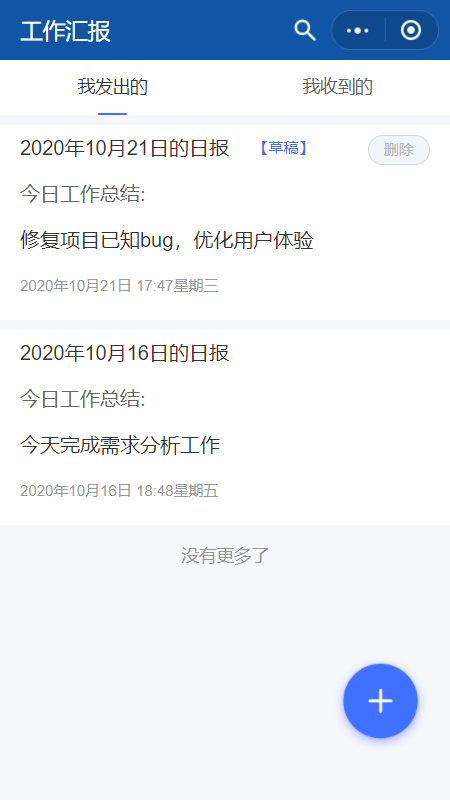 工作汇报
我发出的 我收到的
2020年10月21日的日报 【草稿】 删除
今日工作总结:
修复项目已知bug，优化用户体验
2020年10月21日 17:47星期三
2020年10月16日的日报
今日工作总结:
今天完成需求分析工作
2020年10月16日 18:48星期五
没有更多了